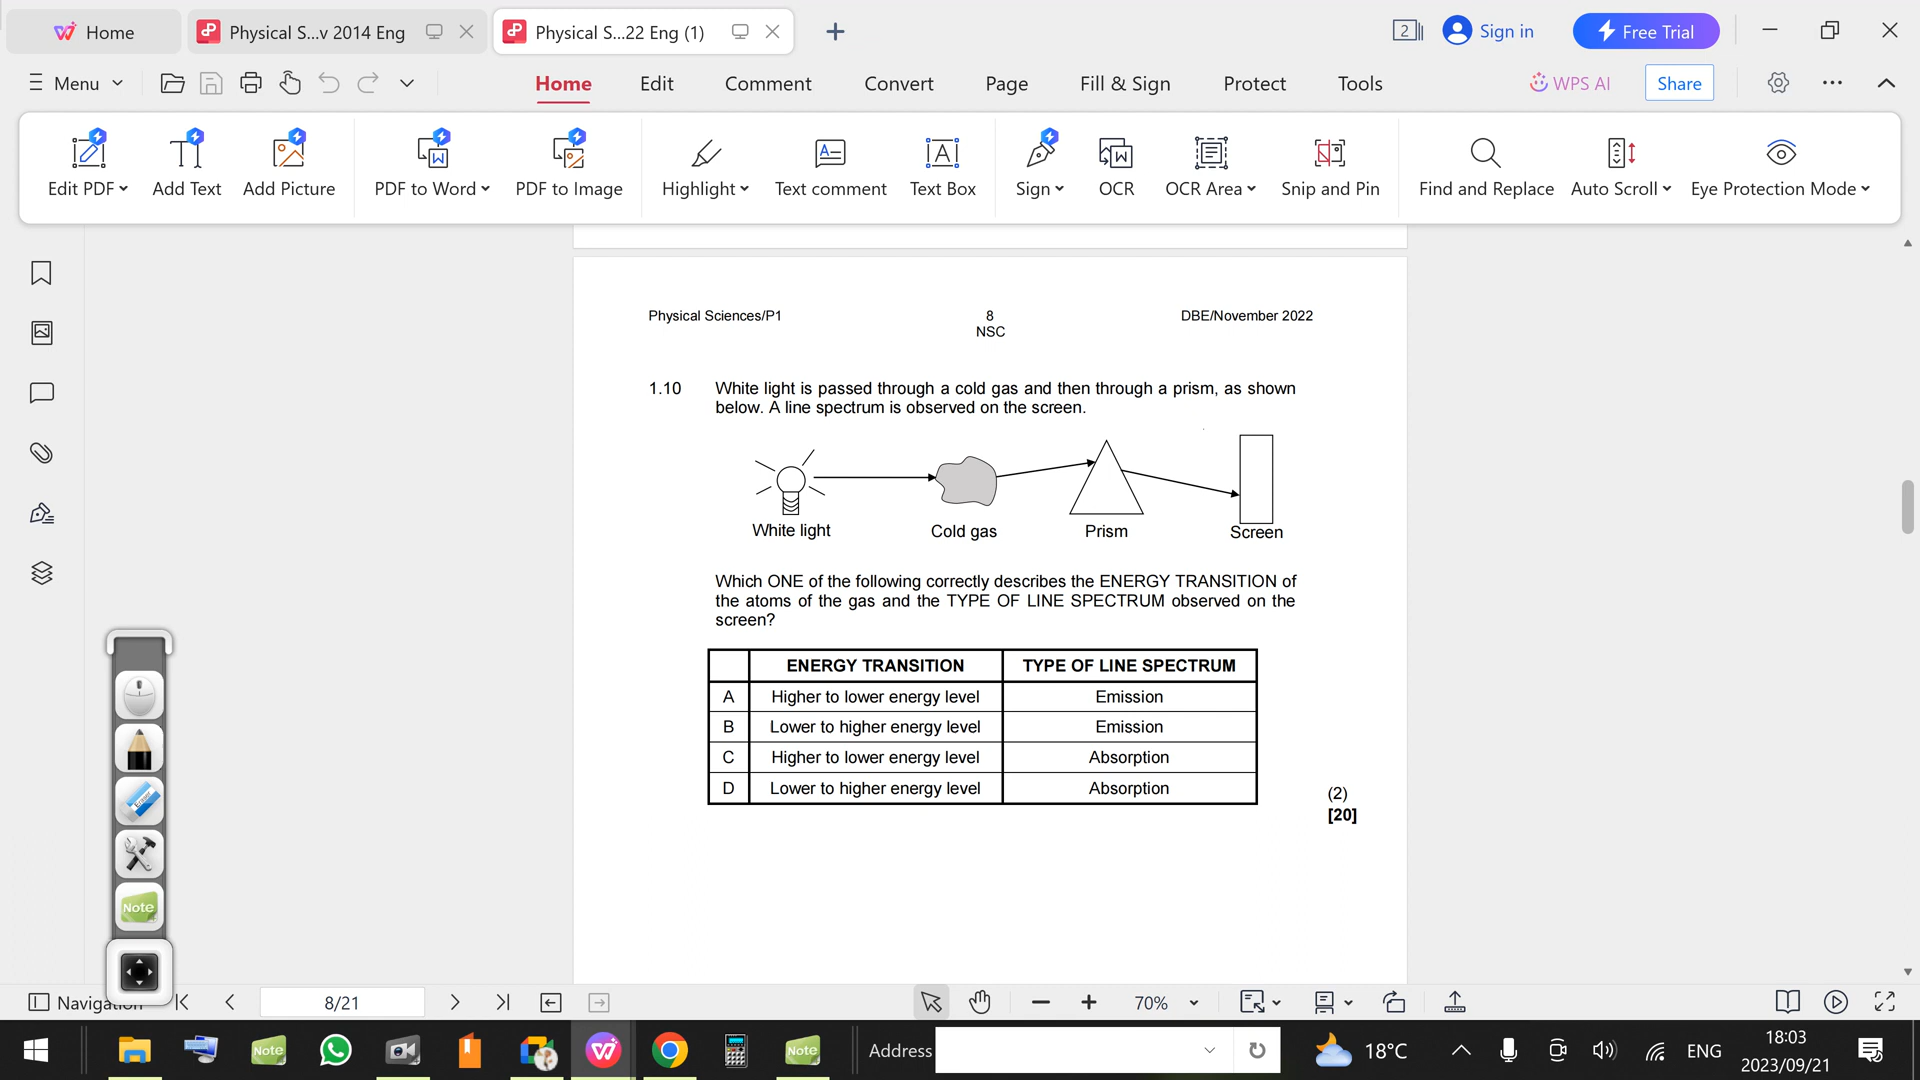 Home
Physical S...v 2014 Eng
Physical S...22 Eng (1)
2
Sign in
Free Trial
Menu
Home
Edit
Comment
Convert
Page
Fill & Sign
Protect
Tools
WPS AI
Share
Edit PDF
Add Text
Add Picture
PDF to Word
PDF to Image
Highlight
Text comment
Text Box
Sign
OCR
OCR Area
Snip and Pin
Find and Replace
Auto Scroll
Eye Protection Mode
Physical Sciences/P1
8
DBE/November 2022
NSC
1.10 White light is passed through a cold gas and then through a prism, as shown
below. A line spectrum is observed on the screen.
White light
Cold gas
Prism
Screen
Which ONE of the following correctly describes the ENERGY TRANSITION of
the atoms of the gas and the TYPE OF LINE SPECTRUM observed on the
screen?
ENERGY TRANSITION TYPE OF LINE SPECTRUM
A Higher to lower energy level Emission
B Lower to higher energy level Emission
C Higher to lower energy level Absorption
D Lower to higher energy level Absorption
(2)
[20]
Eraser
Note
Navigation
8/21
70%
Note
Note
Address
18°C
ENG
18:03
2023/09/21